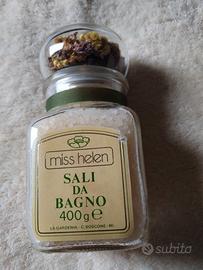 miss helen
SALI
DA
BAGNO
400g e
LA GARDENIA - C. BOSCONE - MI.
subito